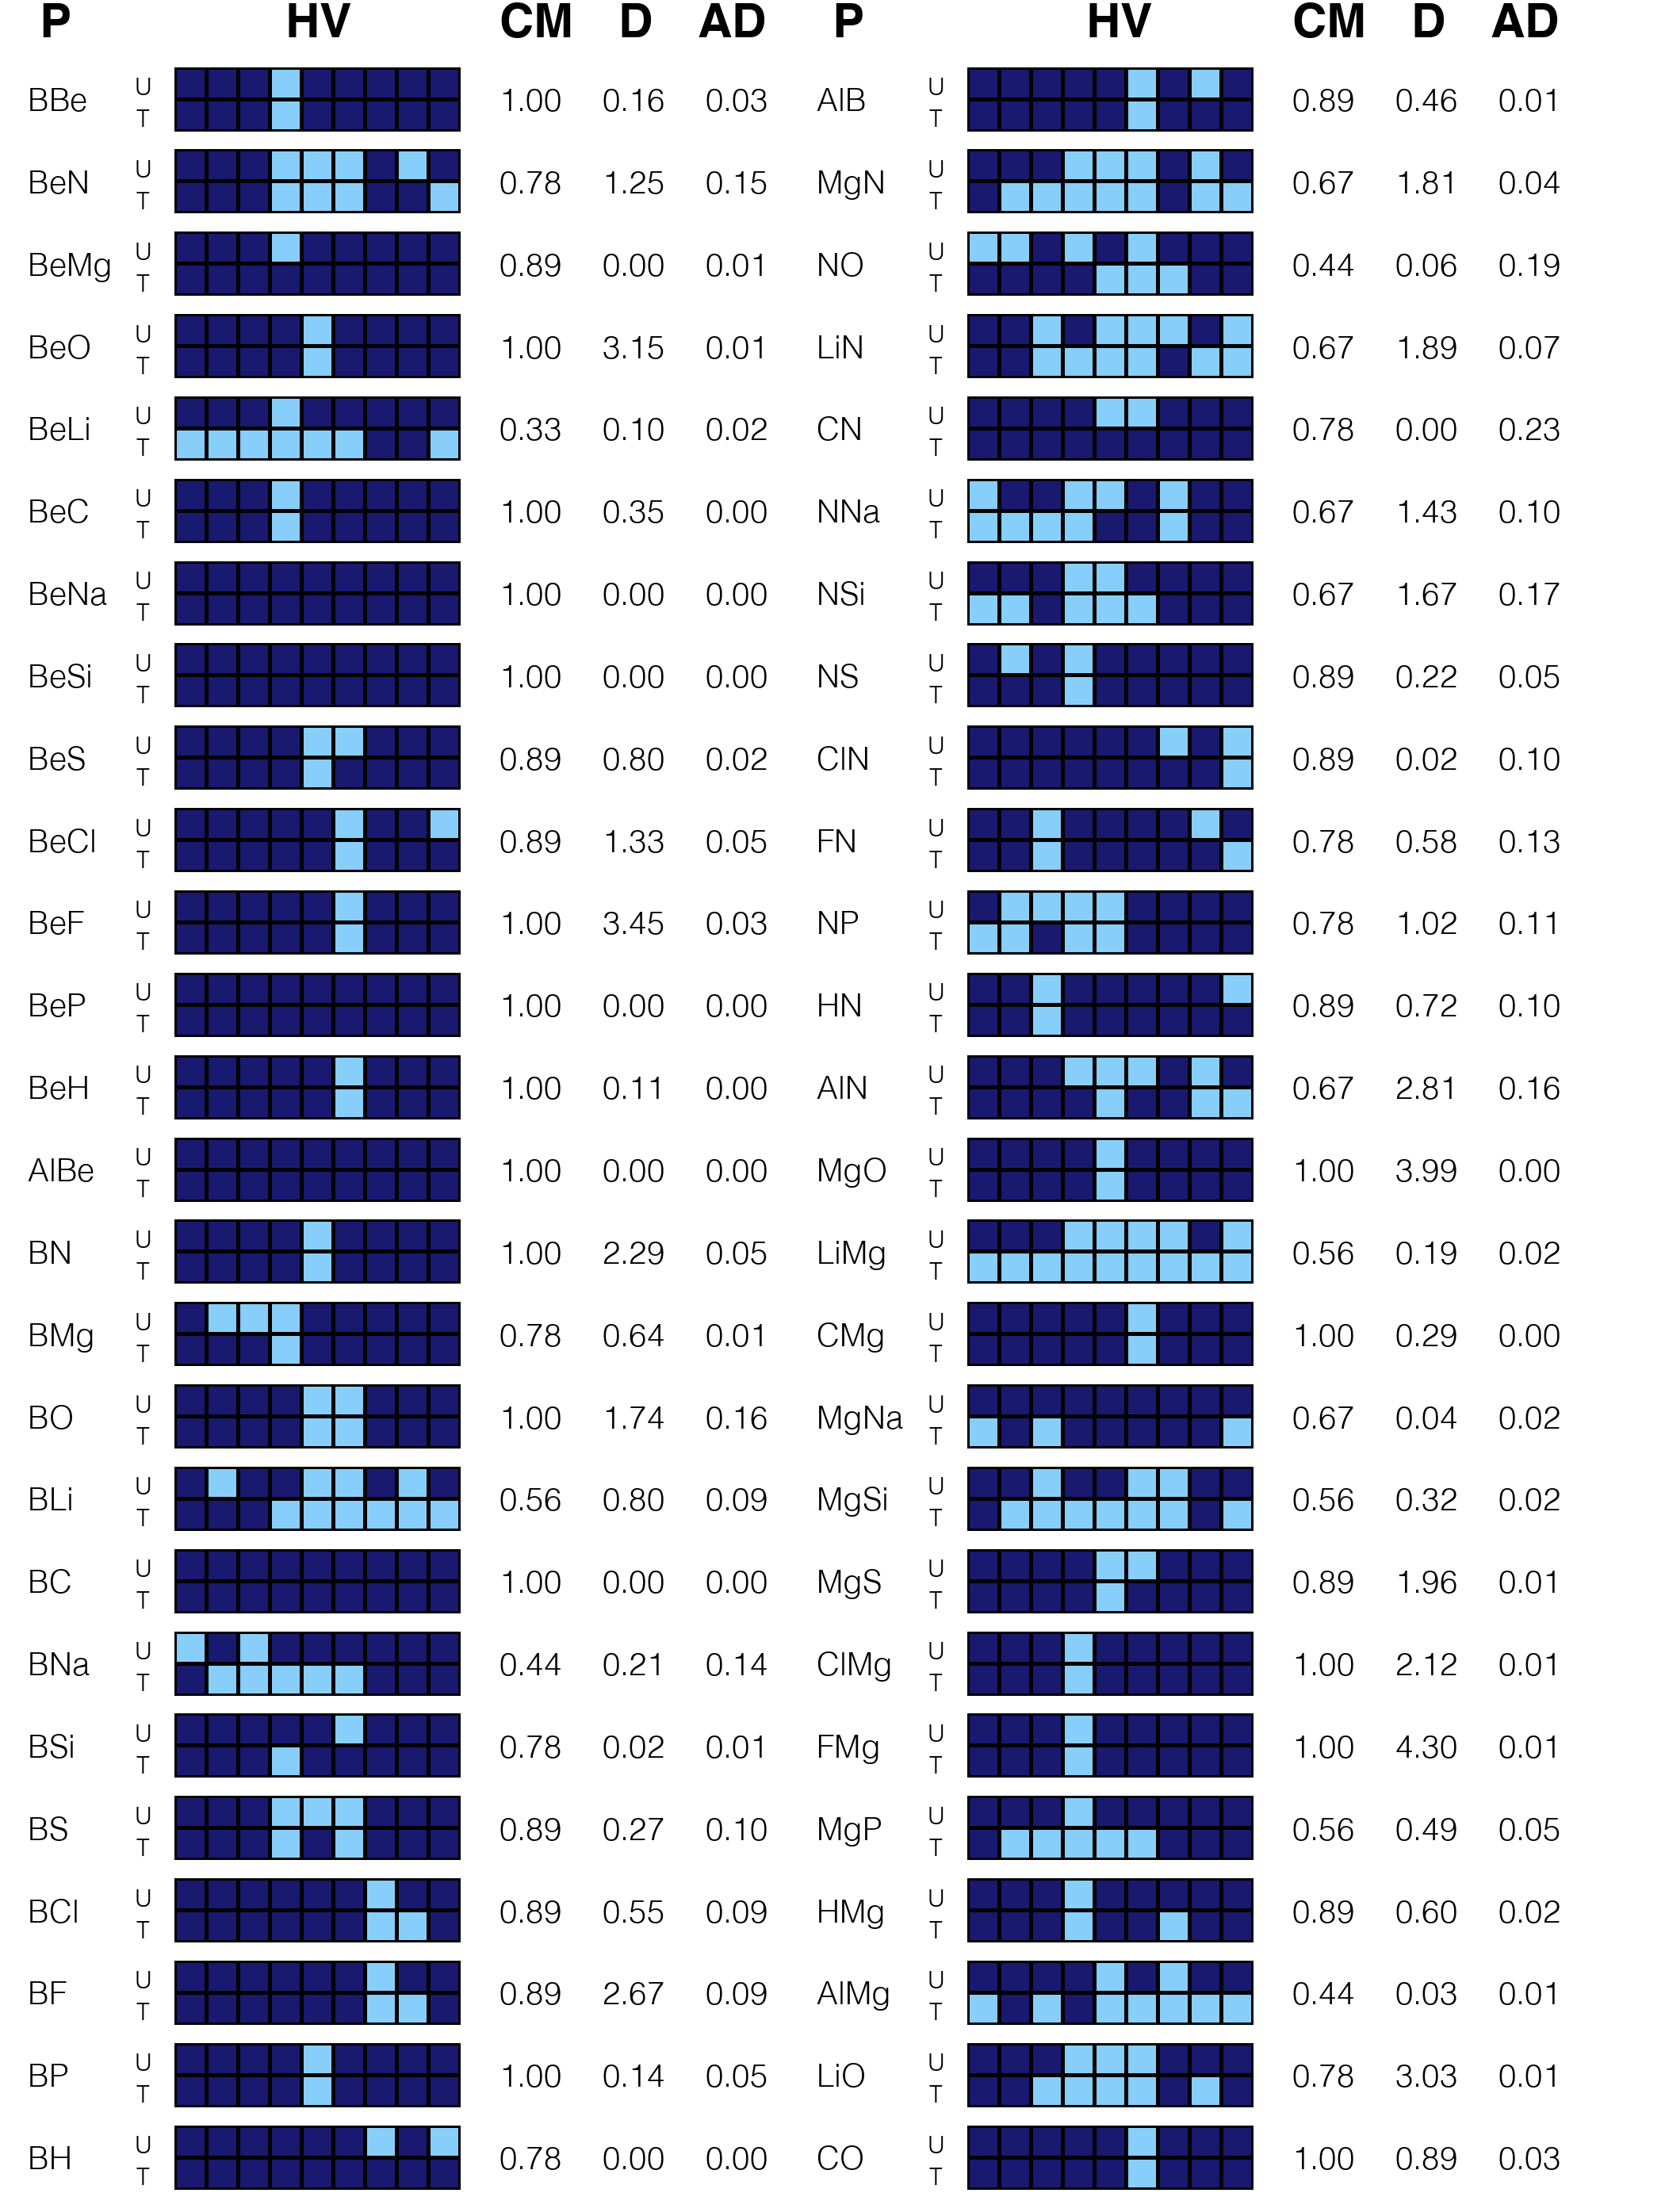 P HV CM D AD P HV CM D AD
BBe U T 1.00 0.16 0.03 AlB U T 0.89 0.46 0.01
BeN U T 0.78 1.25 0.15 MgN U T 0.67 1.81 0.04
BeMg U T 0.89 0.00 0.01 NO U T 0.44 0.06 0.19
BeO U T 1.00 3.15 0.01 LiN U T 0.67 1.89 0.07
BeLi U T 0.33 0.10 0.02 CN U T 0.78 0.00 0.23
BeC U T 1.00 0.35 0.00 NNa U T 0.67 1.43 0.10
BeNa U T 1.00 0.00 0.00 NSi U T 0.67 1.67 0.17
BeSi U T 1.00 0.00 0.00 NS U T 0.89 0.22 0.05
BeS U T 0.89 0.80 0.02 ClN U T 0.89 0.02 0.10
BeCl U T 0.89 1.33 0.05 FN U T 0.78 0.58 0.13
BeF U T 1.00 3.45 0.03 NP U T 0.78 1.02 0.11
BeP U T 1.00 0.00 0.00 HN U T 0.89 0.72 0.10
BeH U T 1.00 0.11 0.00 AlN U T 0.67 2.81 0.16
AlBe U T 1.00 0.00 0.00 MgO U T 1.00 3.99 0.00
BN U T 1.00 2.29 0.05 LiMg U T 0.56 0.19 0.02
BMg U T 0.78 0.64 0.01 CMg U T 1.00 0.29 0.00
BO U T 1.00 1.74 0.16 MgNa U T 0.67 0.04 0.02
BLi U T 0.56 0.80 0.09 MgSi U T 0.56 0.32 0.02
BC U T 1.00 0.00 0.00 MgS U T 0.89 1.96 0.01
BNa U T 0.44 0.21 0.14 ClMg U T 1.00 2.12 0.01
BSi U T 0.78 0.02 0.01 FMg U T 1.00 4.30 0.01
BS U T 0.89 0.27 0.10 MgP U T 0.56 0.49 0.05
BCl U T 0.89 0.55 0.09 HMg U T 0.89 0.60 0.02
BF U T 0.89 2.67 0.09 AlMg U T 0.44 0.03 0.01
BP U T 1.00 0.14 0.05 LiO U T 0.78 3.03 0.01
BH U T 0.78 0.00 0.00 CO U T 1.00 0.89 0.03